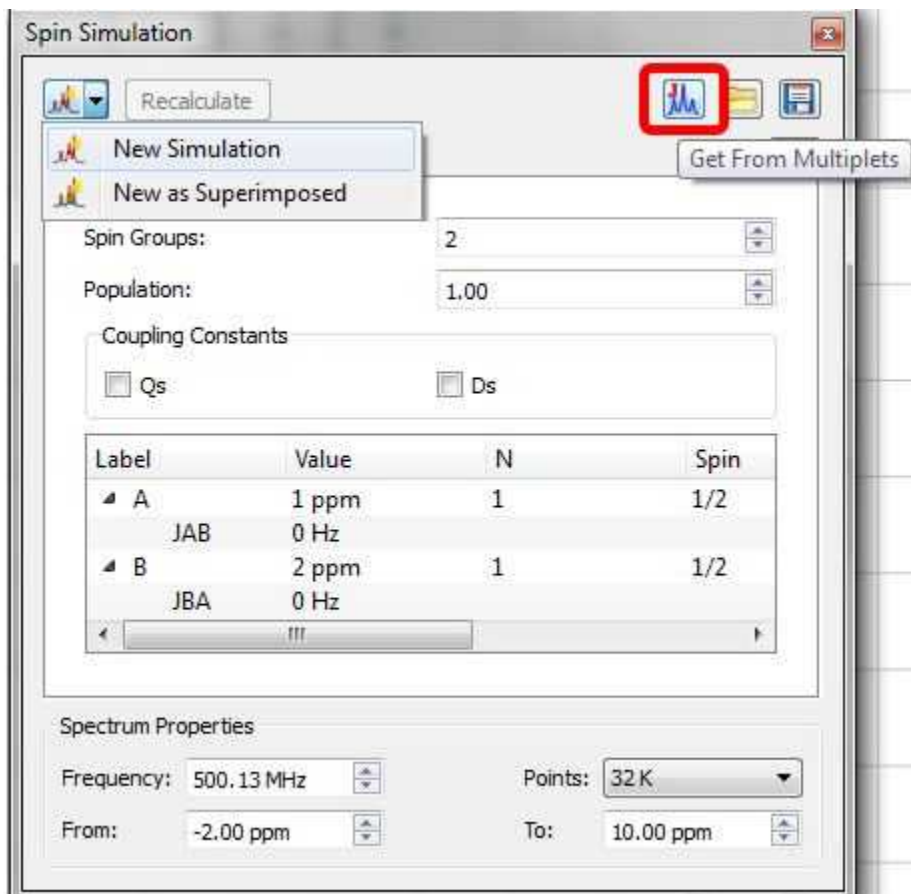 Spin Simulation
Recalculate
New Simulation
Get From Multiplets
New as Superimposed
Spin Groups: 2
Population: 1.00
Coupling Constants
Qs Ds
Label Value N Spin
A 1 ppm 1 1/2
JAB 0 Hz
B 2 ppm 1 1/2
JBA 0 Hz
Spectrum Properties
Frequency: 500.13 MHz Points: 32 K
From: -2.00 ppm To: 10.00 ppm